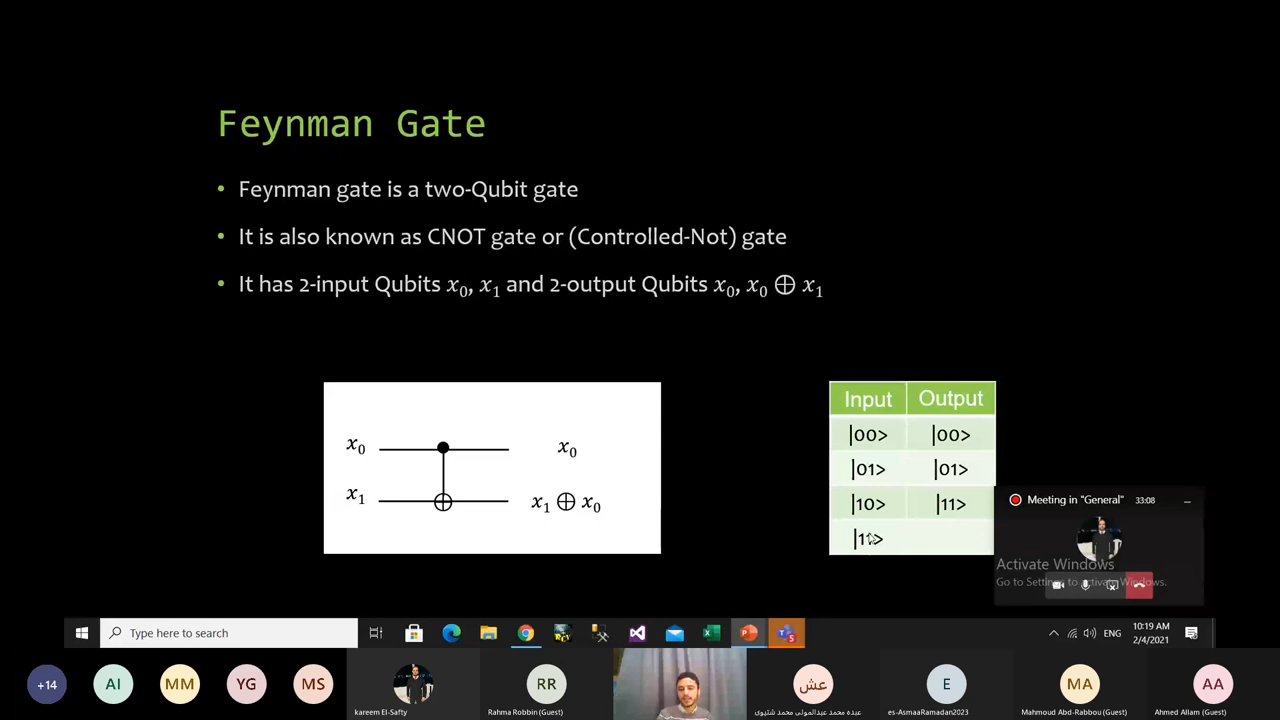 Feynman Gate
• Feynman gate is a two-Qubit gate
• It is also known as CNOT gate or (Controlled-Not) gate
• It has 2-input Qubits x₀, x₁ and 2-output Qubits x₀, x₀ ⊕ x₁
x₀ x₀
x₁ x₁ ⊕ x₀
Input Output
|00> |00>
|01> |01>
|10> |11>
|11>
Meeting in "General" 33:08
Activate Windows
Go to Settings to activate Windows.
Type here to search
ENG
10:19 AM
2/4/2021
+14 AI MM YG MS RR عش E MA AA
kareem El-Safty Rahma Robbin (Guest) عبده محمد عبدالمولى محمد شتيوى es-AsmaaRamadan2023 Mahmoud Abd-Rabbou (Guest) Ahmed Allam (Guest)